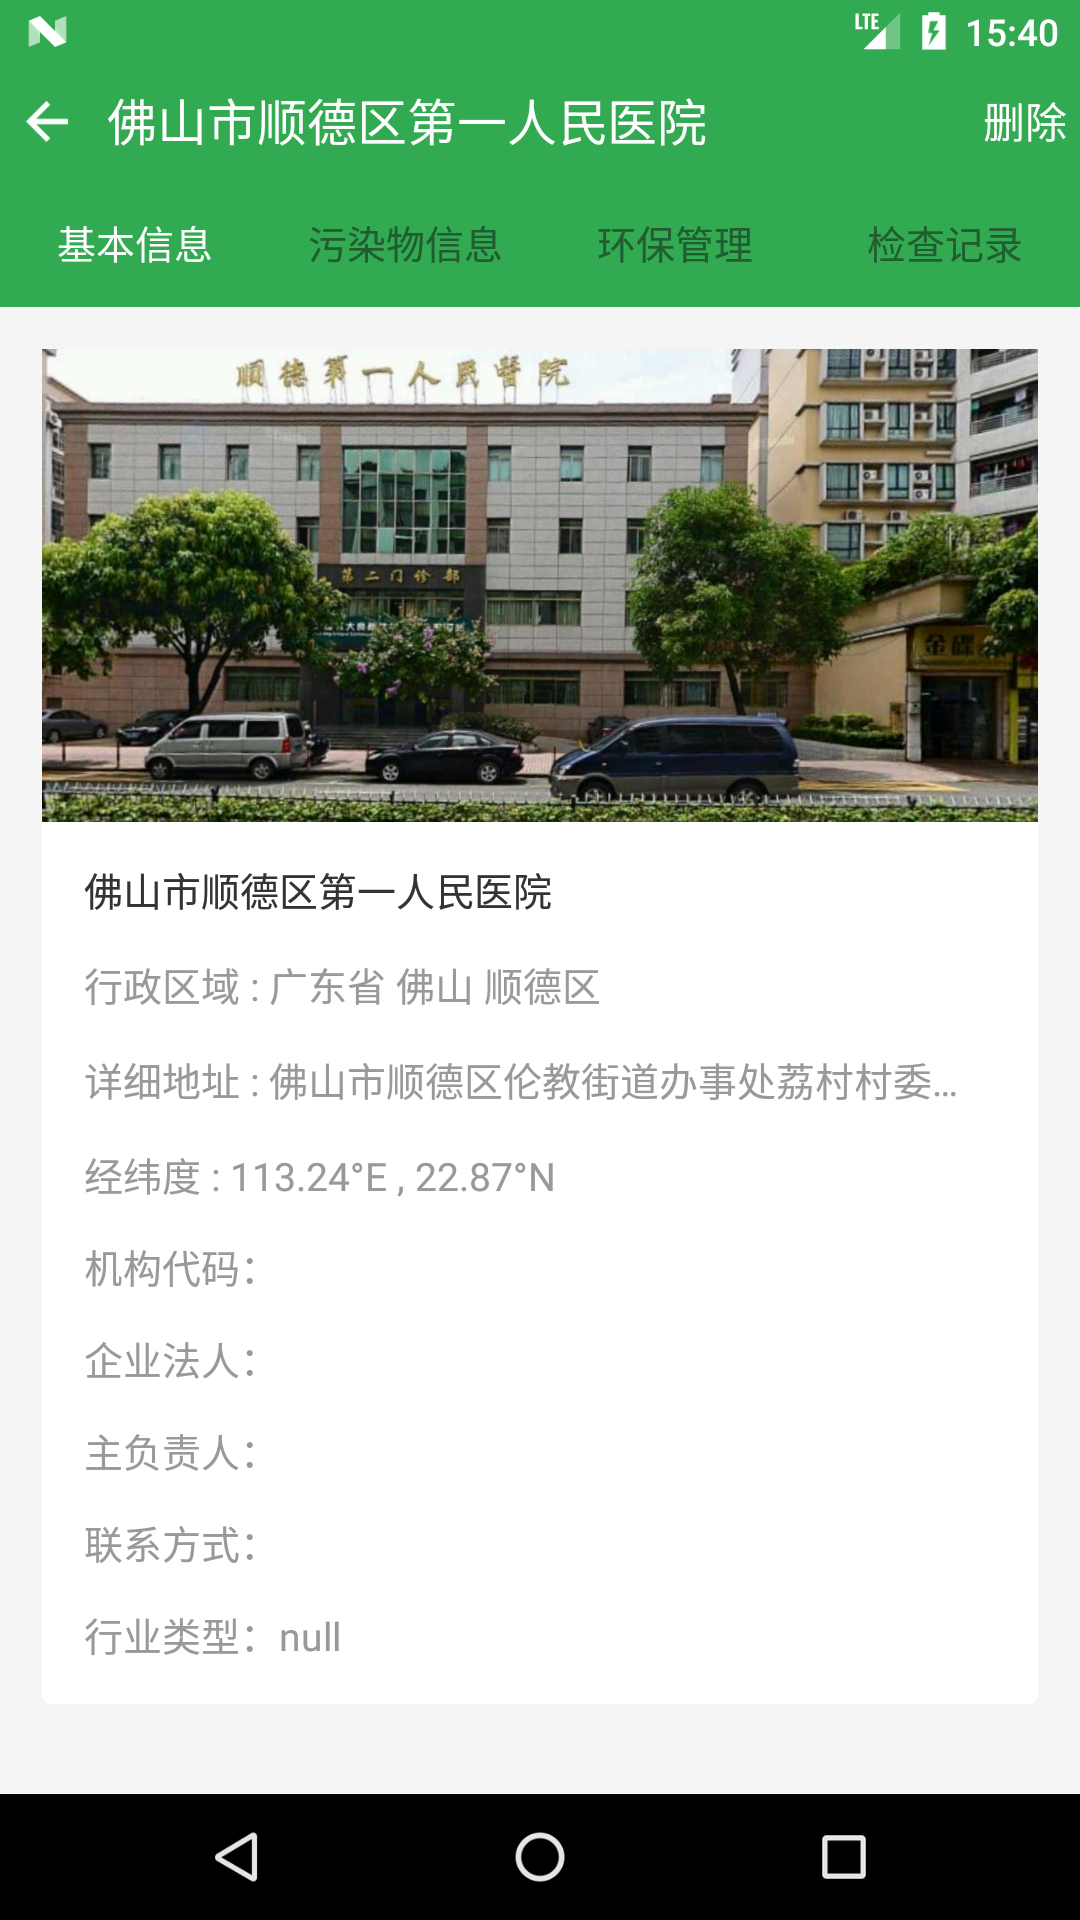 LTE 15:40
佛山市顺德区第一人民医院 删除
基本信息 污染物信息 环保管理 检查记录
顺德第一人民醫院
第二门诊部
佛山市顺德区第一人民医院
行政区域 : 广东省 佛山 顺德区
详细地址 : 佛山市顺德区伦教街道办事处荔村村委...
经纬度 : 113.24°E , 22.87°N
机构代码：
企业法人：
主负责人：
联系方式：
行业类型：null